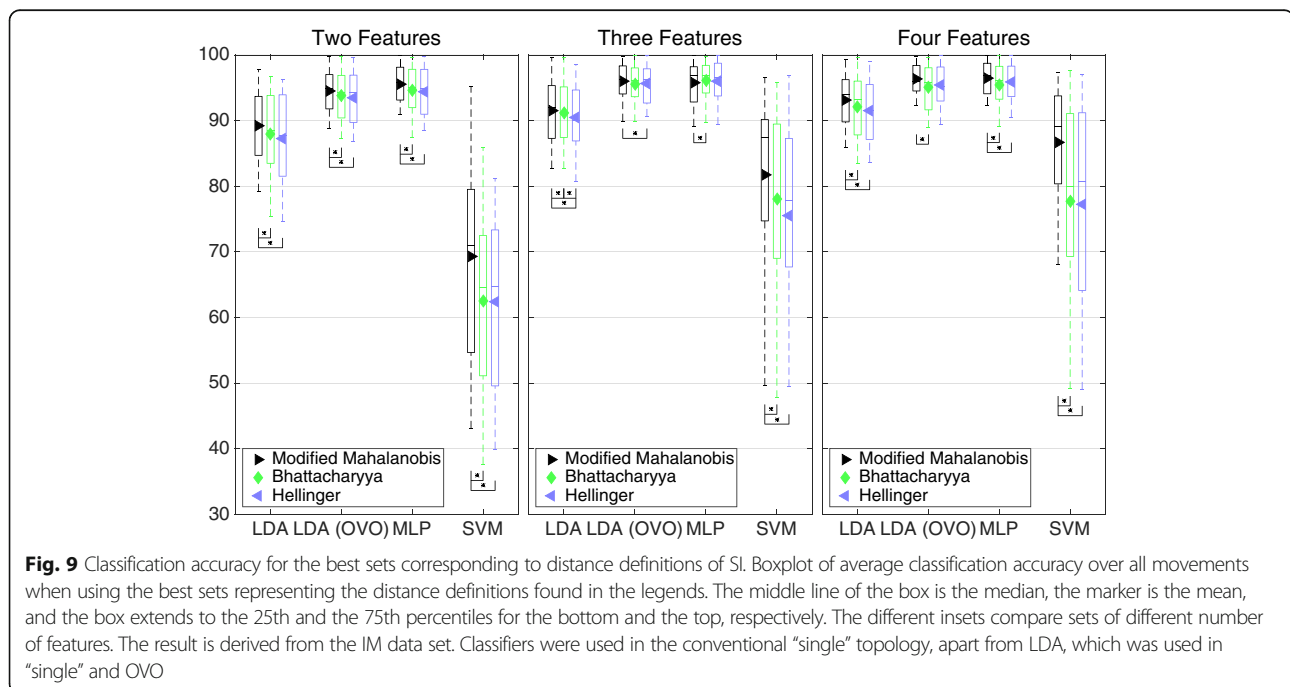 Two Features Three Features Four Features
100
90
80
70
60
50
40
30
* * * * * * * *
* * * * * * *
* * * * * * *
Modified Mahalanobis
Bhattacharyya
Hellinger
Modified Mahalanobis
Bhattacharyya
Hellinger
Modified Mahalanobis
Bhattacharyya
Hellinger
LDA LDA (OVO) MLP SVM
LDA LDA (OVO) MLP SVM
LDA LDA (OVO) MLP SVM
Fig. 9 Classification accuracy for the best sets corresponding to distance definitions of SI. Boxplot of average classification accuracy over all movements
when using the best sets representing the distance definitions found in the legends. The middle line of the box is the median, the marker is the mean,
and the box extends to the 25th and the 75th percentiles for the bottom and the top, respectively. The different insets compare sets of different number
of features. The result is derived from the IM data set. Classifiers were used in the conventional “single” topology, apart from LDA, which was used in
“single” and OVO